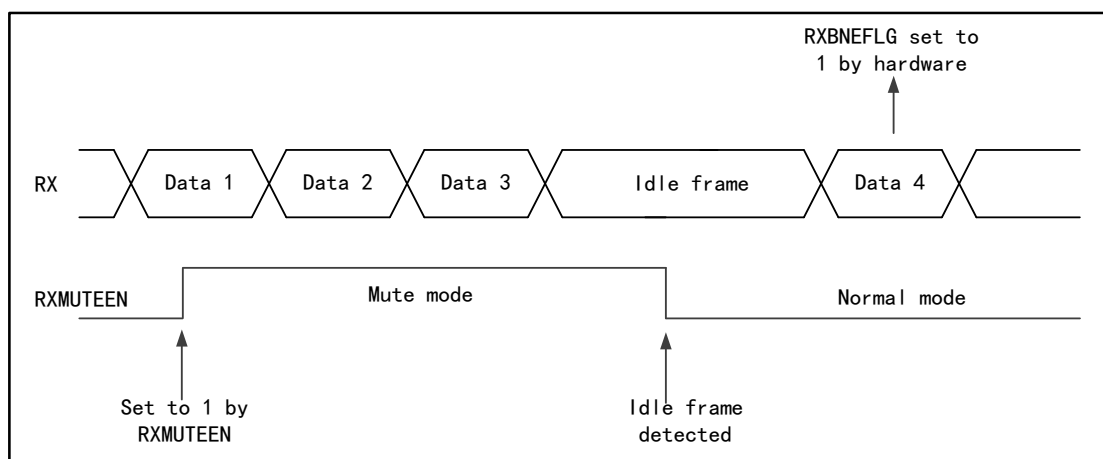 RXBNEFLG set to
1 by hardware
RX
Data 1
Data 2
Data 3
Idle frame
Data 4
RXMUTEEN
Mute mode
Normal mode
Set to 1 by
RXMUTEEN
Idle frame
detected